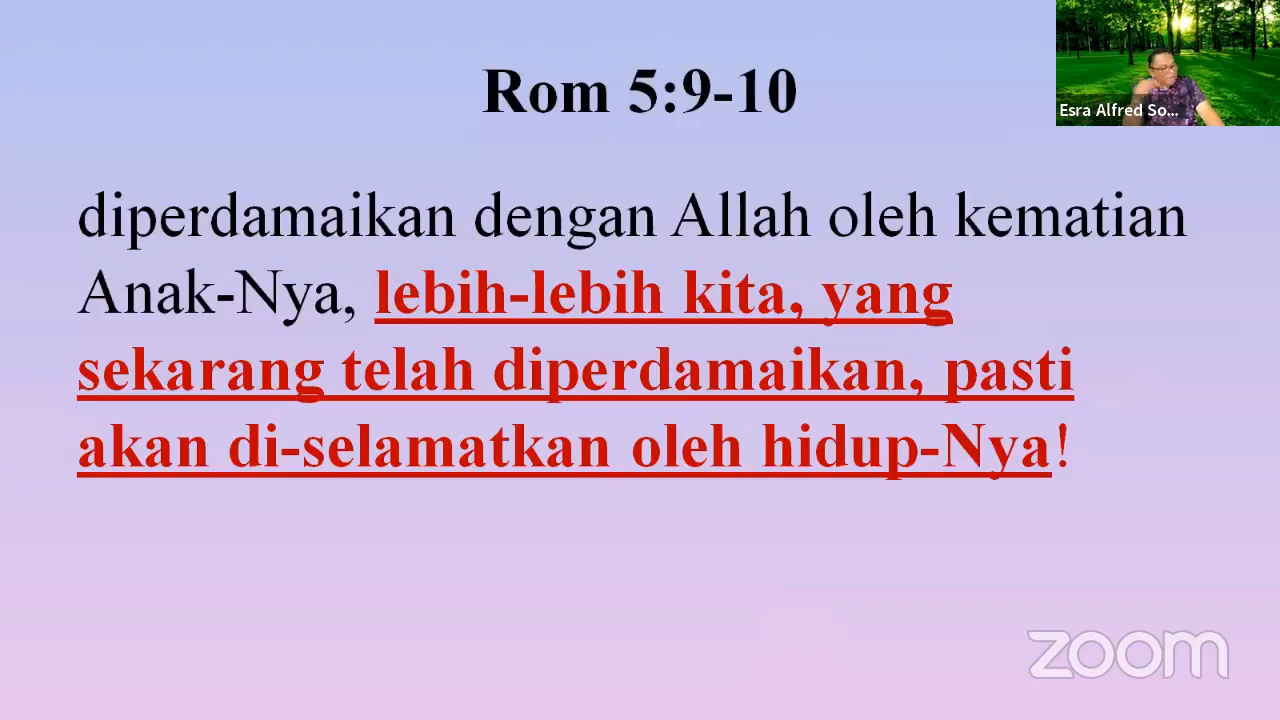 Rom 5:9-10
Esra Alfred So...
diperdamaikan dengan Allah oleh kematian
Anak-Nya, lebih-lebih kita, yang
sekarang telah diperdamaikan, pasti
akan di-selamatkan oleh hidup-Nya!
zoom